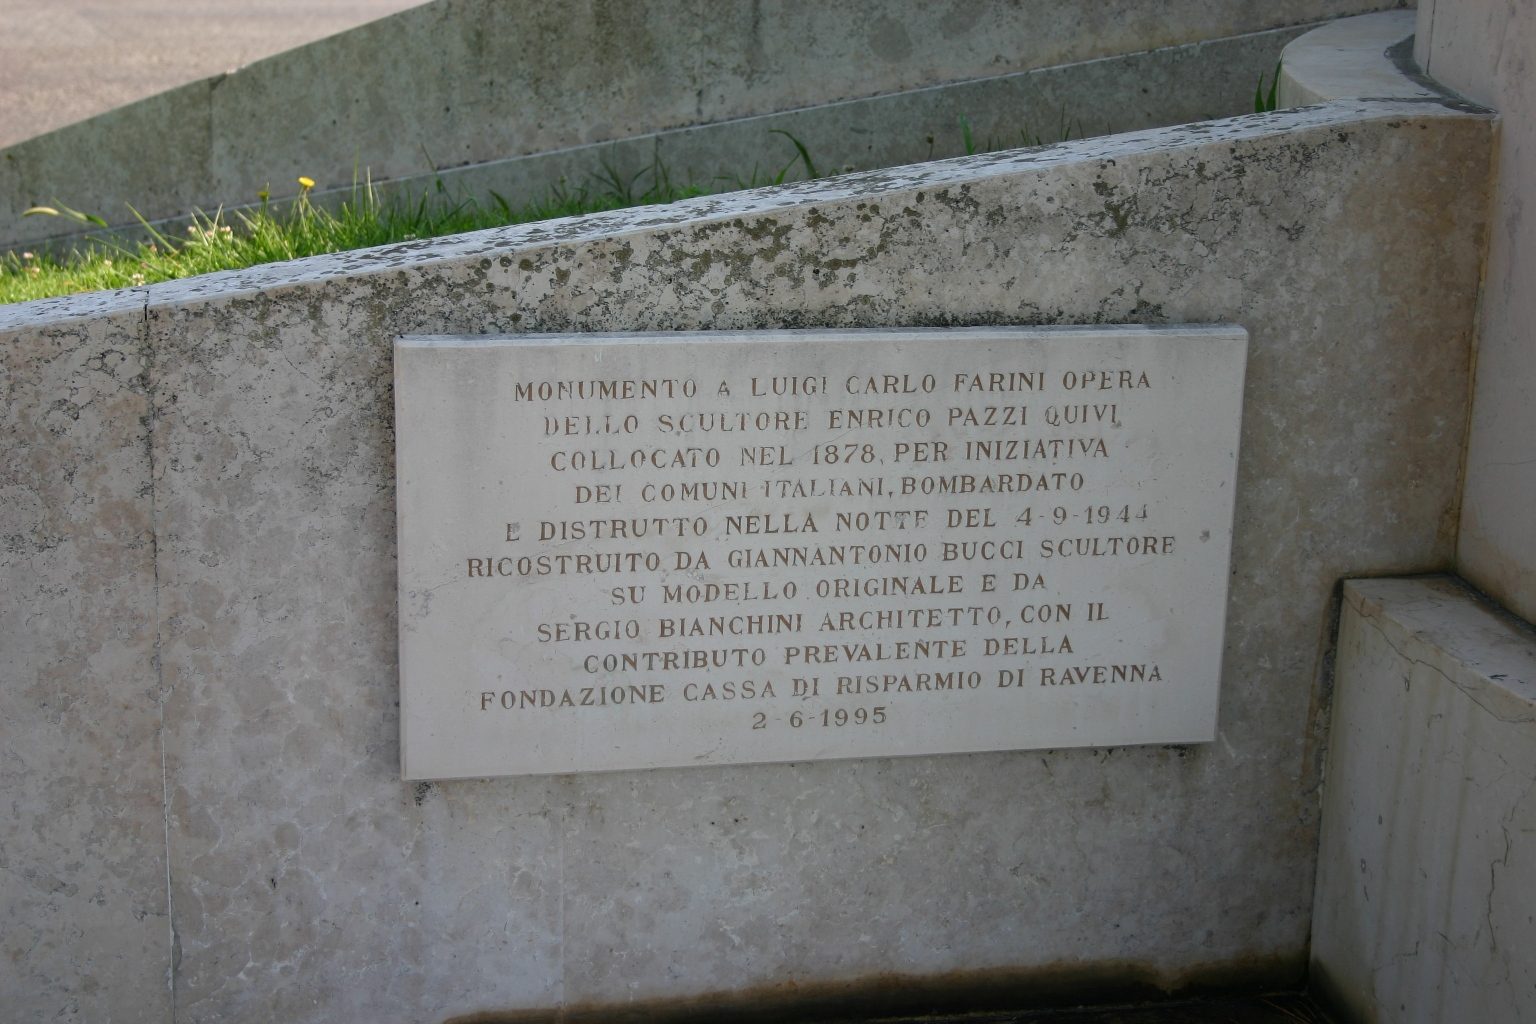 MONUMENTO A LUIGI CARLO FARINI OPERA
DELLO SCULTORE ENRICO PAZZI QUIVI
COLLOCATO NEL 1878, PER INIZIATIVA
DEI COMUNI ITALIANI, BOMBARDATO
E DISTRUTTO NELLA NOTTE DEL 4-9-1944
RICOSTRUITO DA GIANNANTONIO BUCCI SCULTORE
SU MODELLO ORIGINALE E DA
SERGIO BIANCHINI ARCHITETTO, CON IL
CONTRIBUTO PREVALENTE DELLA
FONDAZIONE CASSA DI RISPARMIO DI RAVENNA
2-6-1995